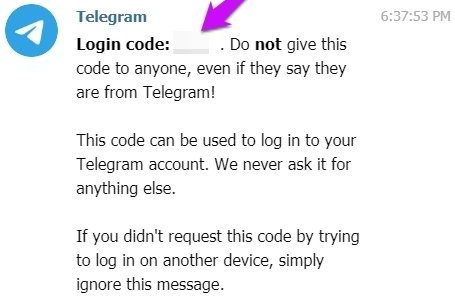 Telegram 6:37:53 PM
Login code: . Do not give this
code to anyone, even if they say they
are from Telegram!
This code can be used to log in to your
Telegram account. We never ask it for
anything else.
If you didn't request this code by trying
to log in on another device, simply
ignore this message.